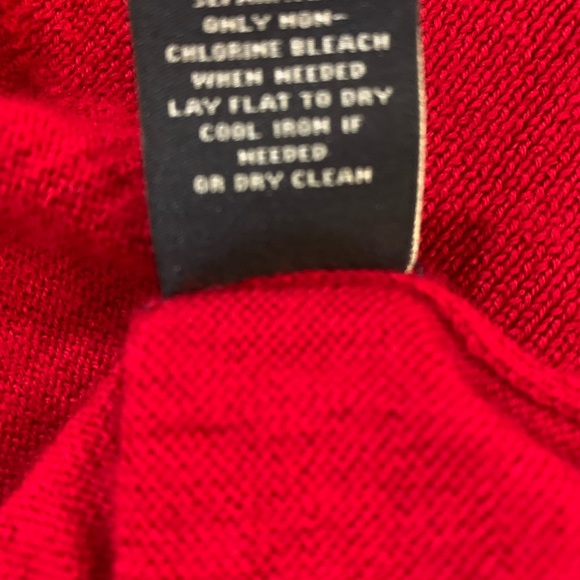 ONLY NON-
CHLORINE BLEACH
WHEN NEEDED
LAY FLAT TO DRY
COOL IRON IF
NEEDED
OR DRY CLEAN